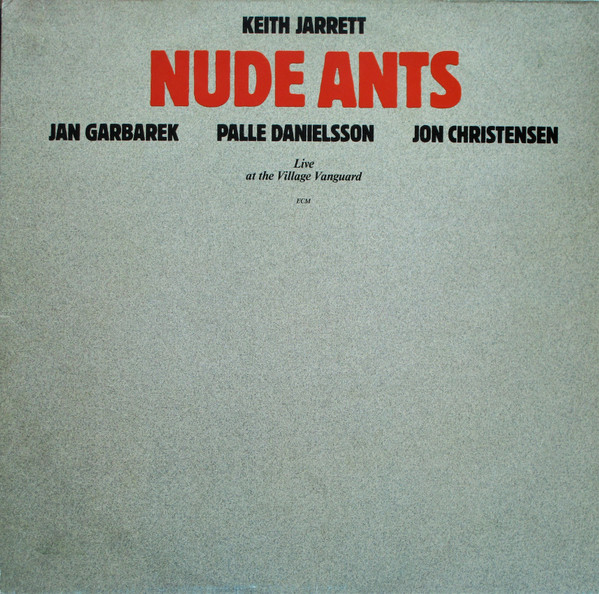 KEITH JARRETT
NUDE ANTS
JAN GARBAREK PALLE DANIELSSON JON CHRISTENSEN
Live
at the Village Vanguard
ECM